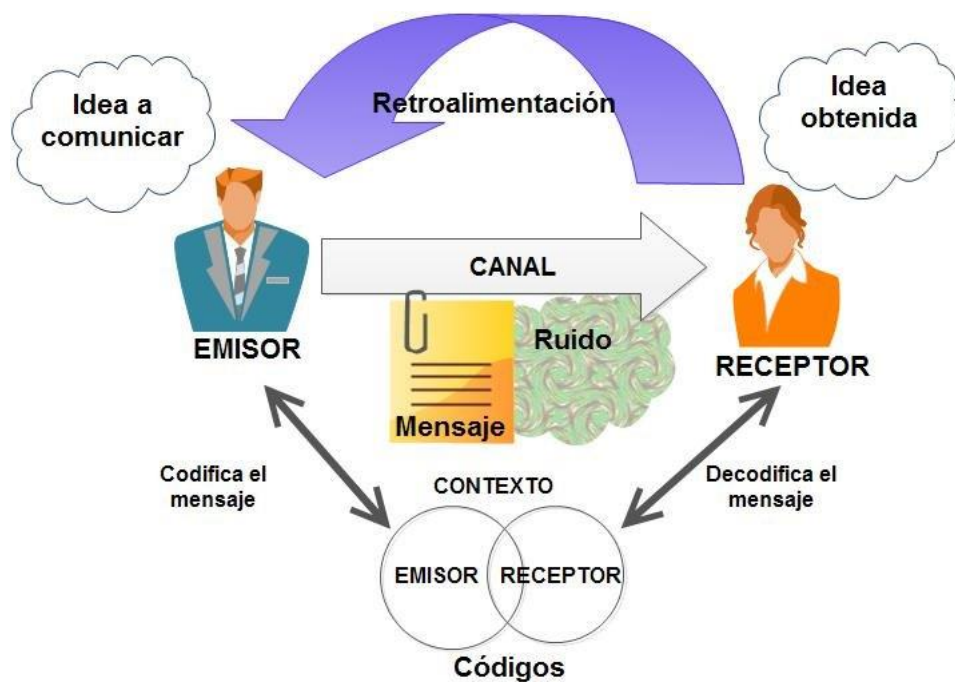 Idea a
comunicar
Retroalimentación
Idea
obtenida
CANAL
EMISOR
Ruido
RECEPTOR
Mensaje
Codifica el
mensaje
CONTEXTO
Decodifica el
mensaje
EMISOR
RECEPTOR
Códigos